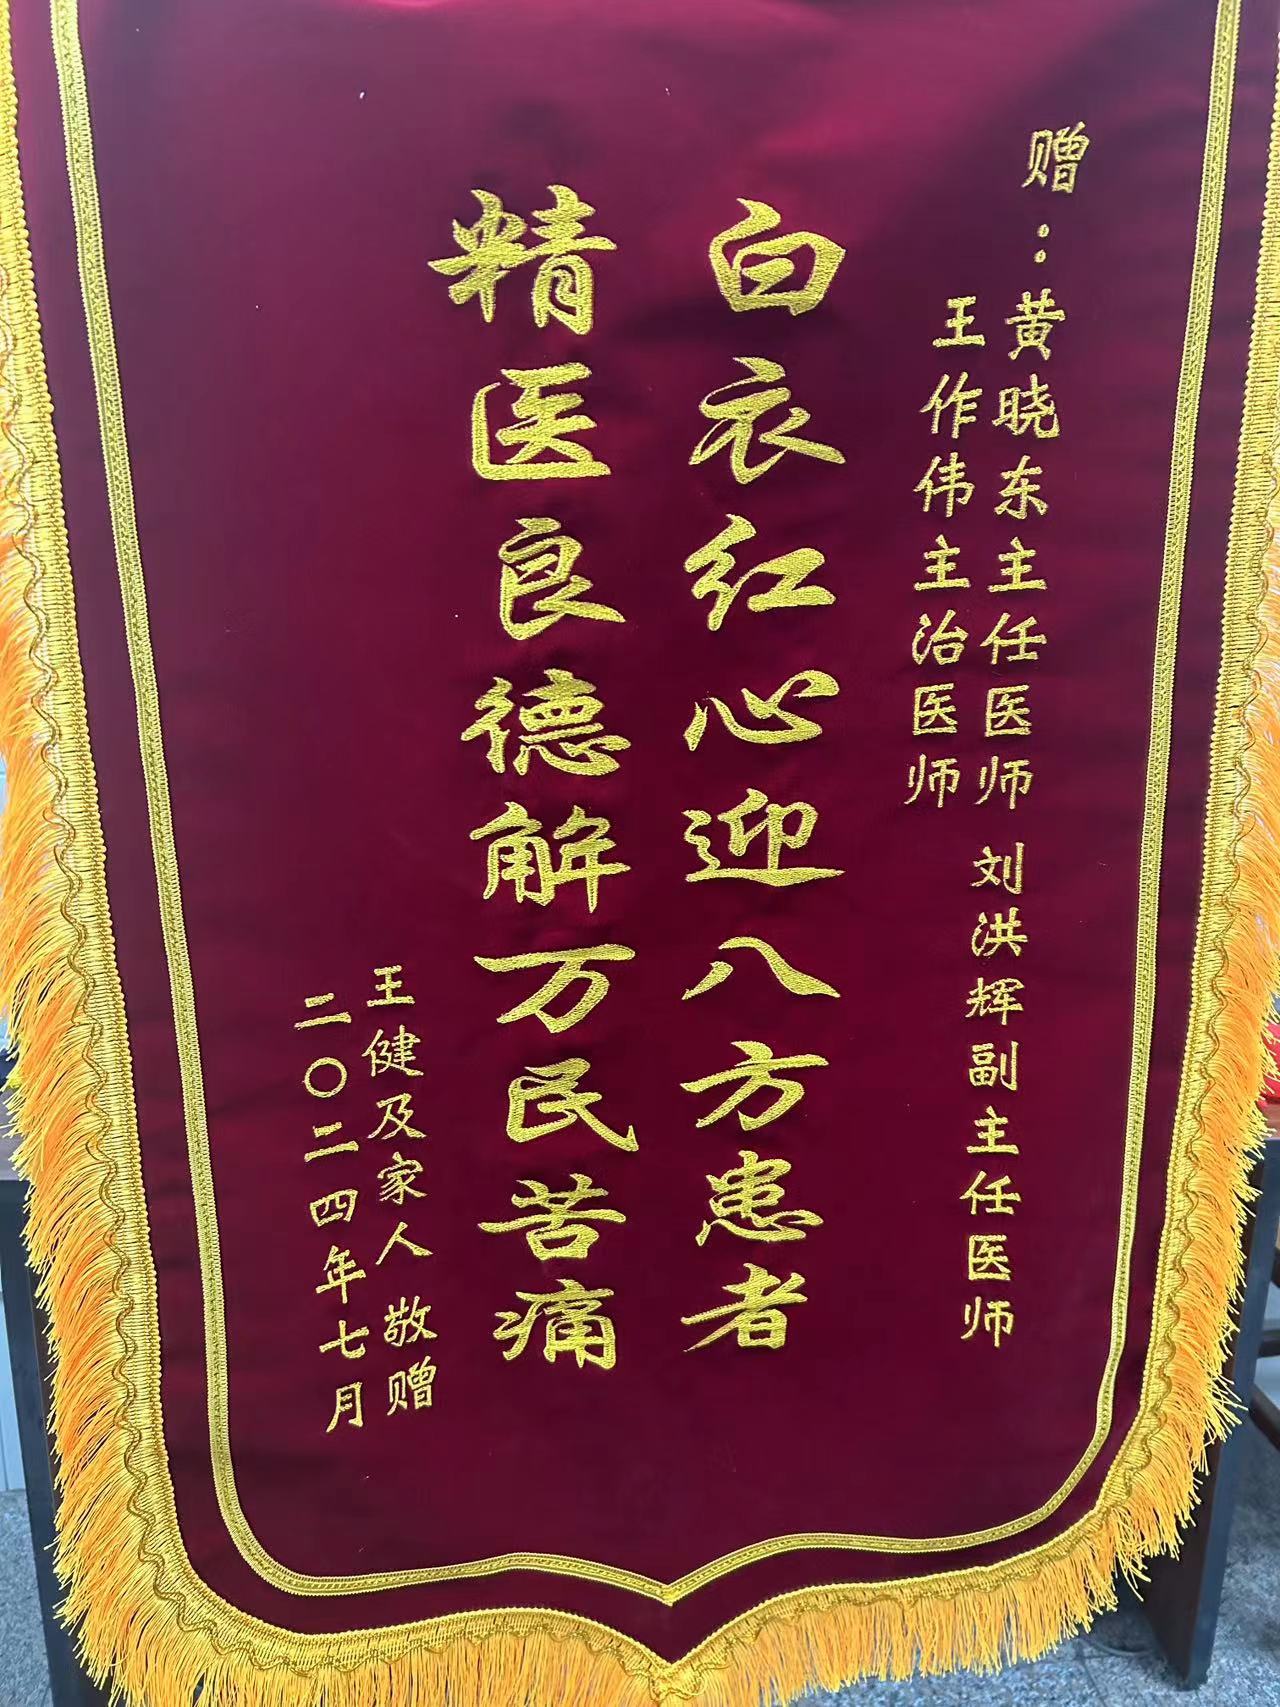 赠：黄晓东主任医师 刘洪辉副主任医师
王作伟主治医师
白衣红心迎八方患者
精医良德解万民苦痛
王健及家人 敬赠
二〇二四年七月